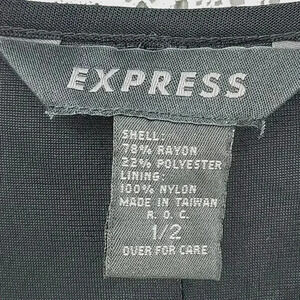 EXPRESS
SHELL:
78% RAYON
22% POLYESTER
LINING:
100% NYLON
MADE IN TAIWAN
R. O. C.
1/2
OVER FOR CARE